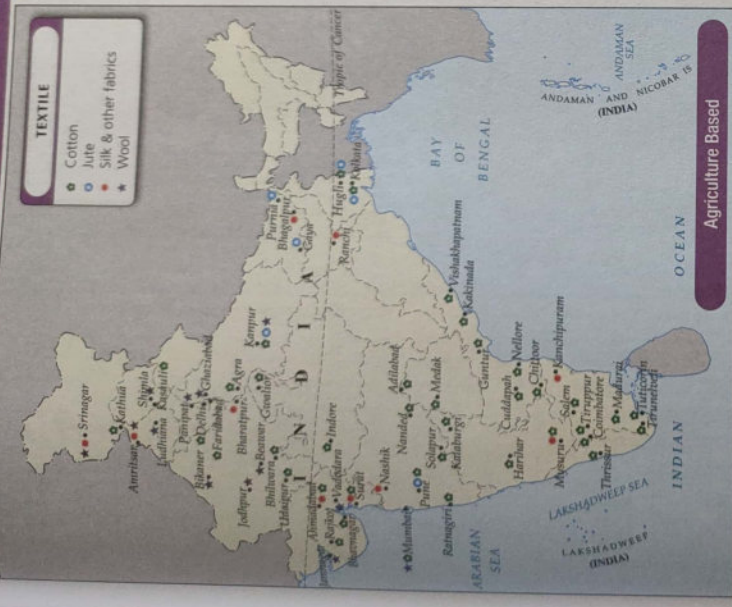 TEXTILE
Cotton
Jute
Silk & other fabrics
Wool
Srinagar
Kathua
Amritsar
Shimla
Ludhiana
Kasauli
Panipat
Bikaner
Delhi
Ghaziabad
Faridabad
Agra
Jodhpur
Bharatpur
Beawar
Gwalior
Bhilwara
Udaipur
Kanpur
Purnia
Bhagalpur
Gaya
Ranchi
Hugli
Kolkata
Tropic of Cancer
I N D I A
Ahmedabad
Indore
Rajkot
Vadodara
Surat
Bhavnagar
Nashik
Mumbai
Pune
Nanded
Adilabad
Solapur
Medak
Kalaburgi
Ratnagiri
Vishakhapatnam
Kakinada
Guntur
Cuddapah
Nellore
Harihar
Chittoor
Kanchipuram
Mysuru
Salem
Tiruppur
Coimbatore
Thrissur
Madurai
Tuticorin
Tirunelveli
ARABIAN
SEA
BAY
OF
BENGAL
LAKSHADWEEP SEA
LAKSHADWEEP
(INDIA)
ANDAMAN
SEA
ANDAMAN AND NICOBAR IS
(INDIA)
INDIAN
OCEAN
Agriculture Based